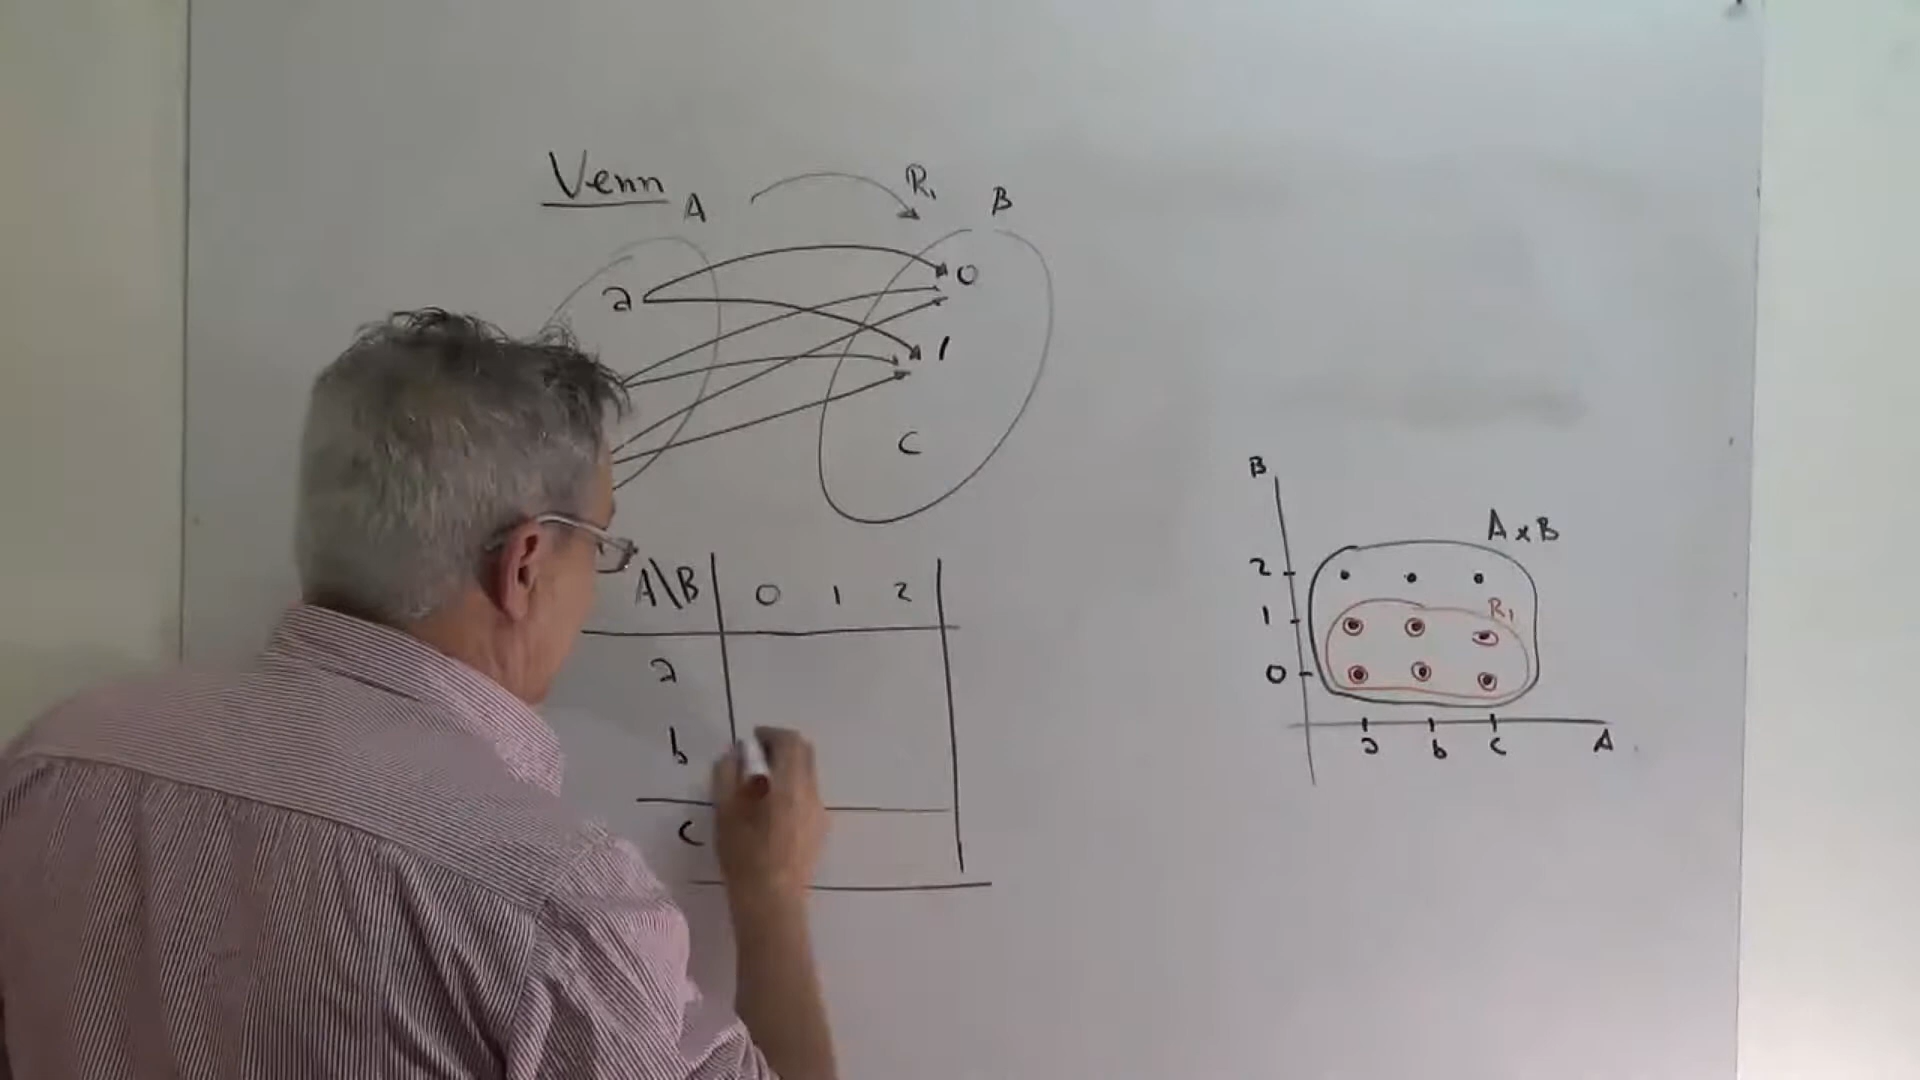 Venn
A R₁ B
a 0
1
c
A\B 0 1 2
a
b
c
B
A x B
2
1 R₁
0
a b c A